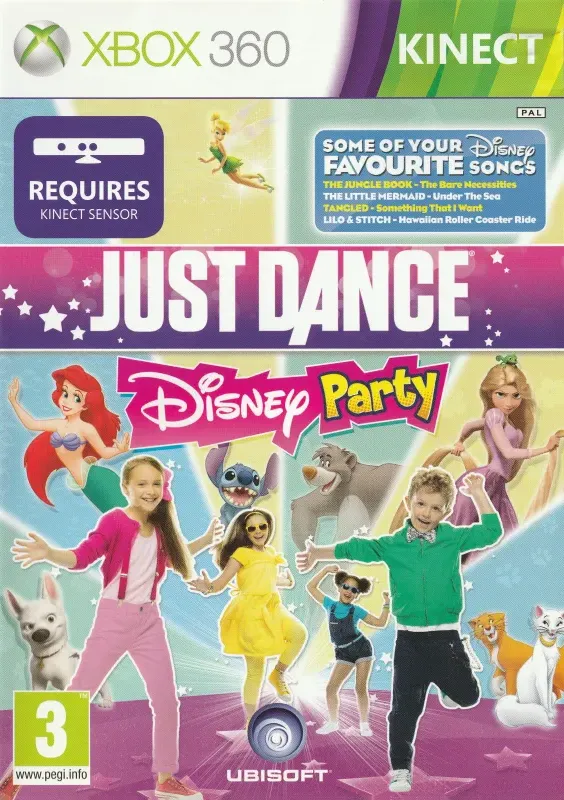 XBOX 360
KINECT
PAL
REQUIRES
KINECT SENSOR
SOME OF YOUR Disney
FAVOURITE SONGS
THE JUNGLE BOOK - The Bare Necessities
THE LITTLE MERMAID - Under The Sea
TANGLED - Something That I Want
LILO & STITCH - Hawaiian Roller Coaster Ride
JUST DANCE®
Disney Party
3
www.pegi.info
UBISOFT